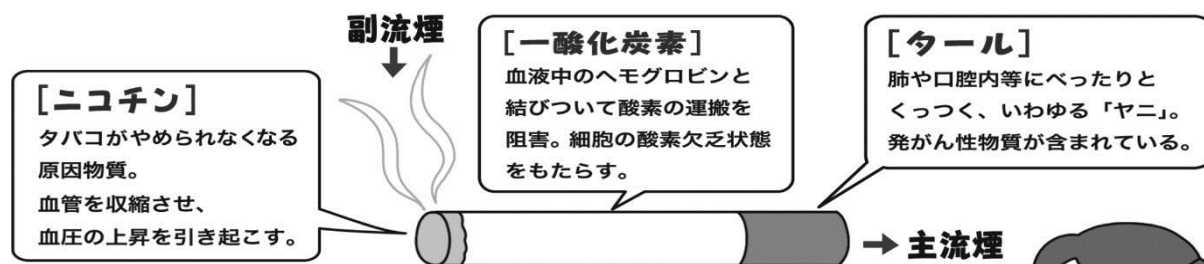 副流煙
[ニコチン]
タバコがやめられなくなる
原因物質。
血管を収縮させ、
血圧の上昇を引き起こす。
[一酸化炭素]
血液中のヘモグロビンと
結びついて酸素の運搬を
阻害。細胞の酸素欠乏状態
をもたらす。
[タール]
肺や口腔内等にべったりと
くっつく、いわゆる「ヤニ」。
発がん性物質が含まれている。
主流煙